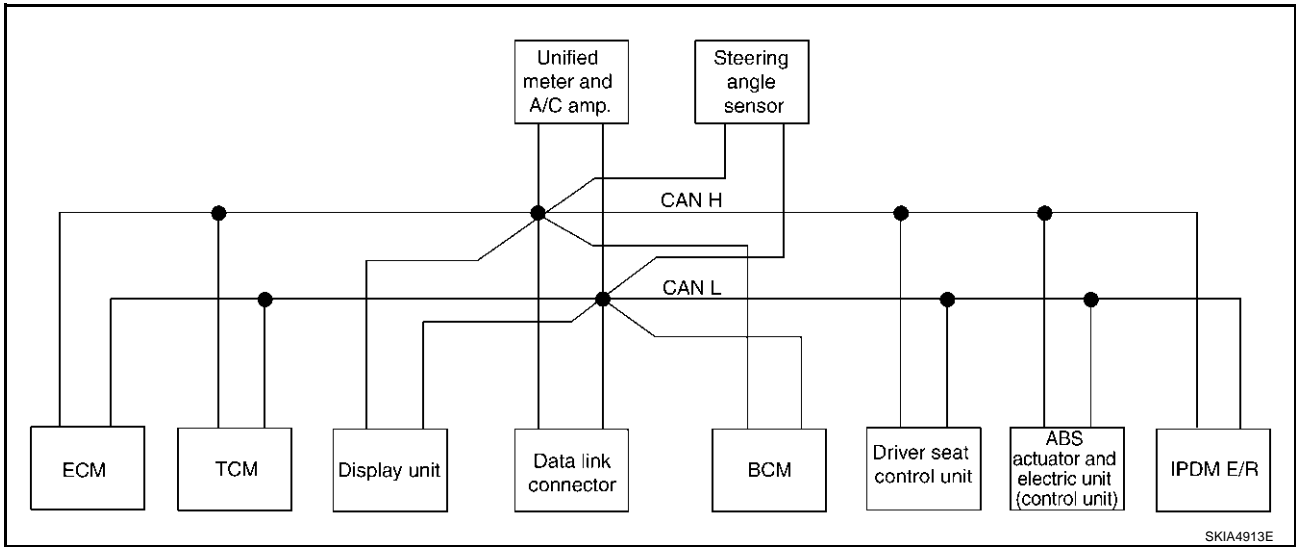 Unified
meter and
A/C amp.
Steering
angle
sensor
CAN H
CAN L
ECM
TCM
Display unit
Data link
connector
BCM
Driver seat
control unit
ABS
actuator and
electric unit
(control unit)
IPDM E/R
SKIA4913E